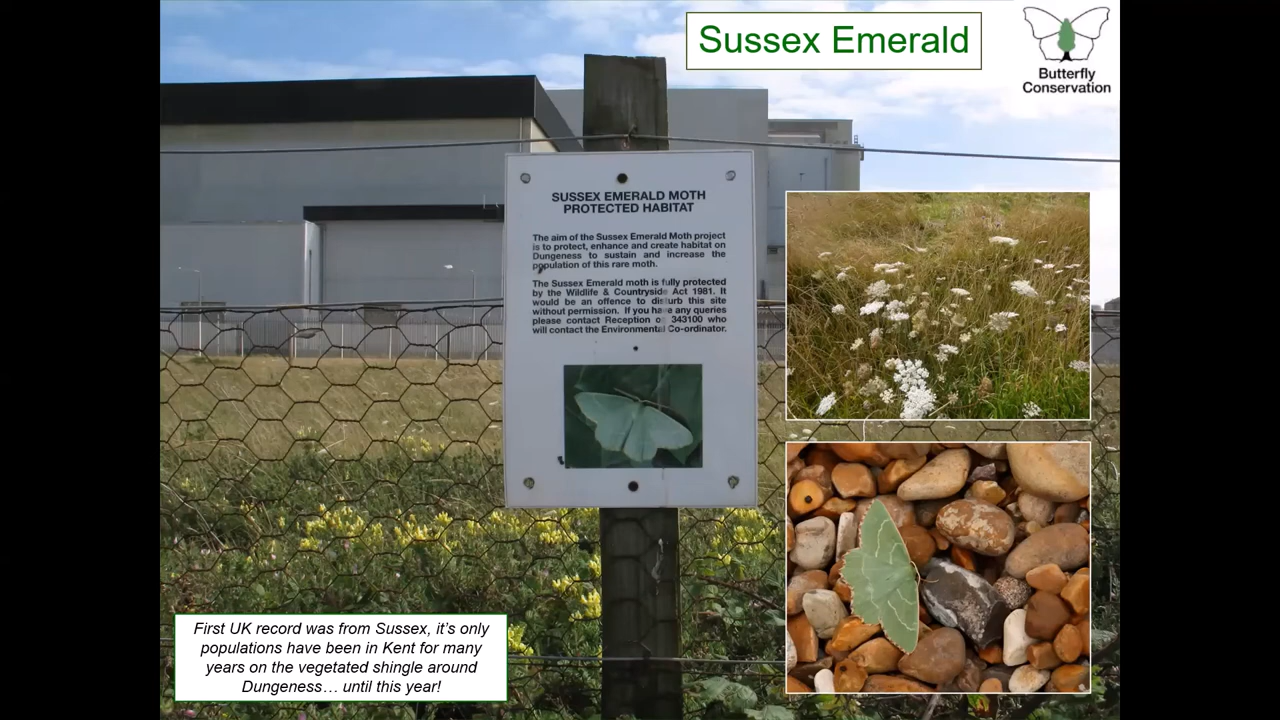 Sussex Emerald
Butterfly
Conservation
SUSSEX EMERALD MOTH
PROTECTED HABITAT
The aim of the Sussex Emerald Moth project
is to protect, enhance and create habitat on
Dungeness to sustain and increase the
population of this rare moth.
The Sussex Emerald moth is fully protected
by the Wildlife & Countryside Act 1981. It
would be an offence to disturb this site
without permission. If you have any queries
please contact Reception on 343100 who
will contact the Environmental Co-ordinator.
First UK record was from Sussex, it's only
populations have been in Kent for many
years on the vegetated shingle around
Dungeness... until this year!